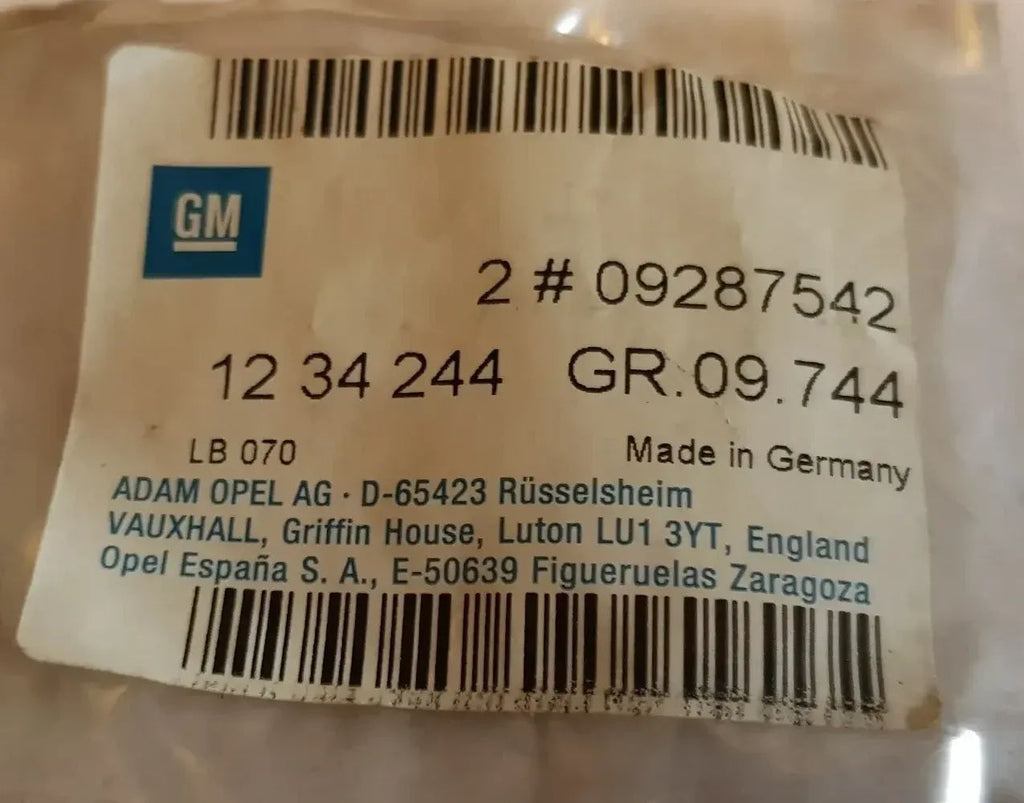 GM
2 # 09287542
12 34 244 GR.09.744
LB 070 Made in Germany
ADAM OPEL AG · D-65423 Rüsselsheim
VAUXHALL, Griffin House, Luton LU1 3YT, England
Opel España S. A., E-50639 Figueruelas Zaragoza